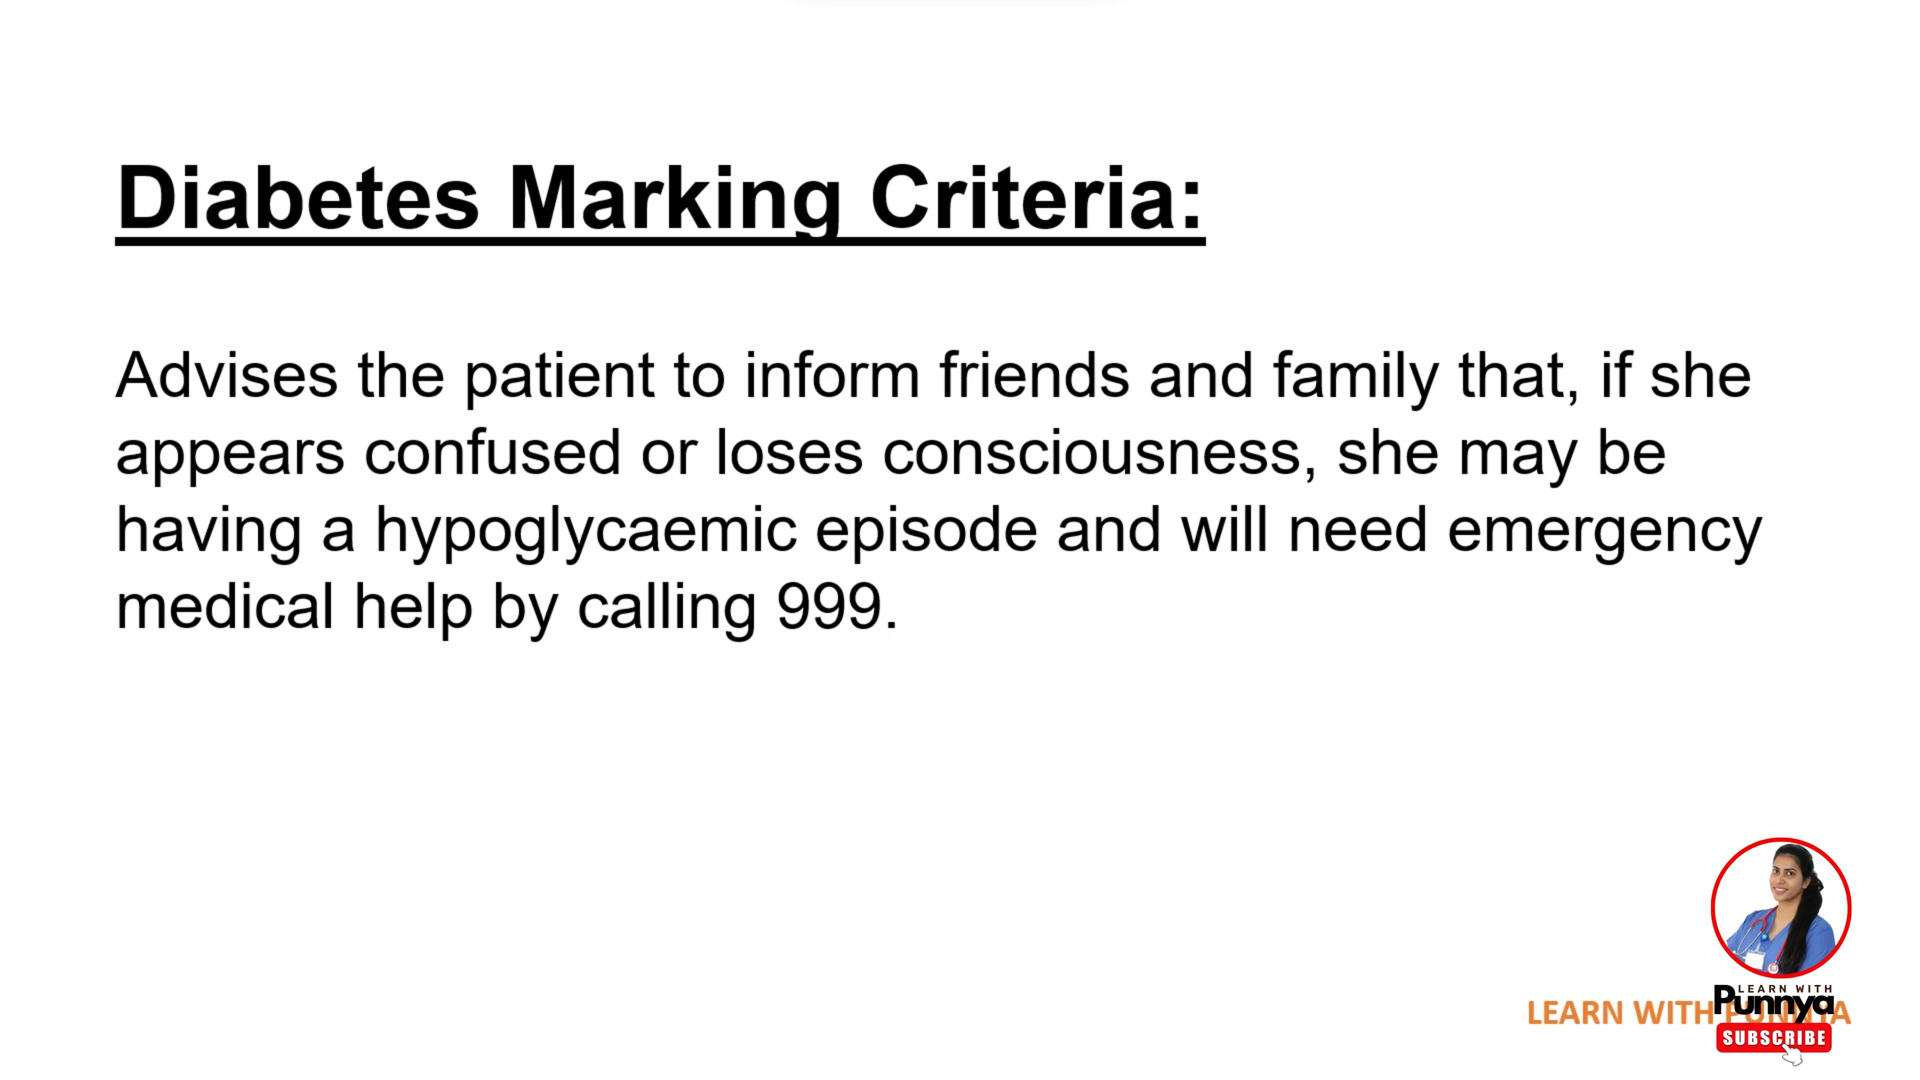 Diabetes Marking Criteria:
Advises the patient to inform friends and family that, if she
appears confused or loses consciousness, she may be
having a hypoglycaemic episode and will need emergency
medical help by calling 999.
LEARN WITH
Punnya
LEARN WITH
SUBSCRIBE